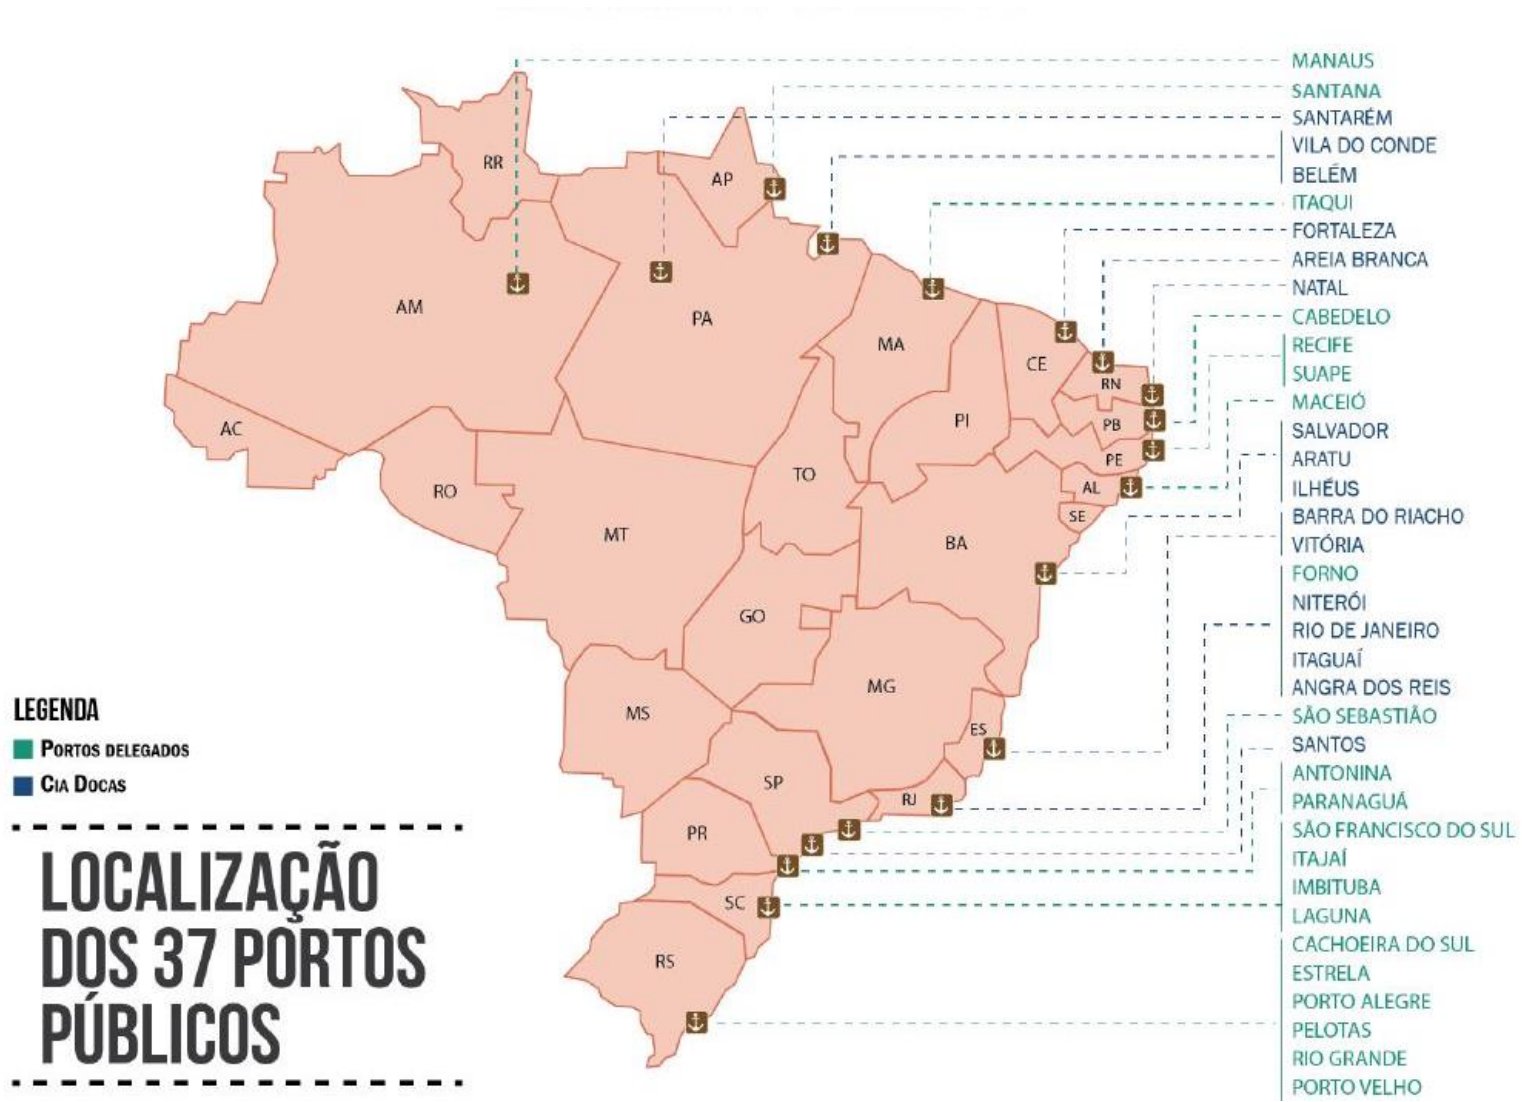 MANAUS
SANTANA
SANTARÉM
VILA DO CONDE
BELÉM
ITAQUI
FORTALEZA
AREIA BRANCA
NATAL
CABEDELO
RECIFE
SUAPE
MACEIÓ
SALVADOR
ARATU
ILHÉUS
BARRA DO RIACHO
VITÓRIA
FORNO
NITERÓI
RIO DE JANEIRO
ITAGUAÍ
ANGRA DOS REIS
SÃO SEBASTIÃO
SANTOS
ANTONINA
PARANAGUÁ
SÃO FRANCISCO DO SUL
ITAJAÍ
IMBITUBA
LAGUNA
CACHOEIRA DO SUL
ESTRELA
PORTO ALEGRE
PELOTAS
RIO GRANDE
PORTO VELHO
RR
AP
AM
PA
MA
CE
RN
PI
PB
PE
AC
RO
TO
AL
SE
MT
BA
GO
MG
MS
ES
SP
RJ
PR
SC
RS
LEGENDA
PORTOS DELEGADOS
CIA DOCAS
LOCALIZAÇÃO
DOS 37 PORTOS
PÚBLICOS